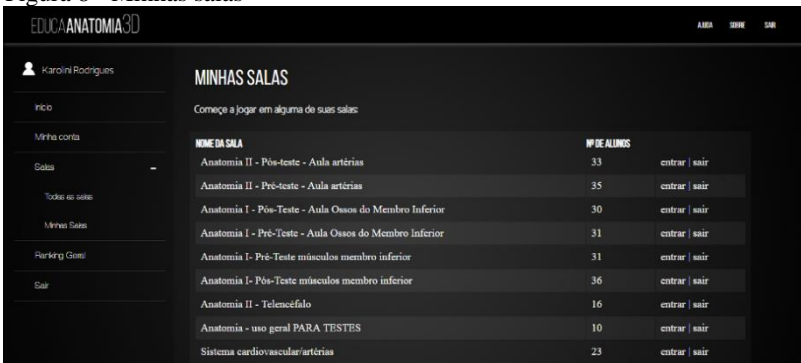 EDUCAANATOMIA3D
AJUDA SOBRE SAIR
Karolini Rodrigues
Início
Minha conta
Salas –
Todas as salas
Minhas Salas
Ranking Geral
Sair
MINHAS SALAS
Começe a jogar em alguma de suas salas:
NOME DA SALA Nº DE ALUNOS
Anatomia II - Pós-teste - Aula artérias 33 entrar | sair
Anatomia II - Pré-teste - Aula artérias 35 entrar | sair
Anatomia I - Pós-Teste - Aula Ossos do Membro Inferior 30 entrar | sair
Anatomia I - Pré-Teste - Aula Ossos do Membro Inferior 31 entrar | sair
Anatomia I- Pré-Teste músculos membro inferior 31 entrar | sair
Anatomia I- Pós-Teste músculos membro inferior 36 entrar | sair
Anatomia II - Telencéfalo 16 entrar | sair
Anatomia - uso geral PARA TESTES 10 entrar | sair
Sistema cardiovascular/artérias 23 entrar | sair